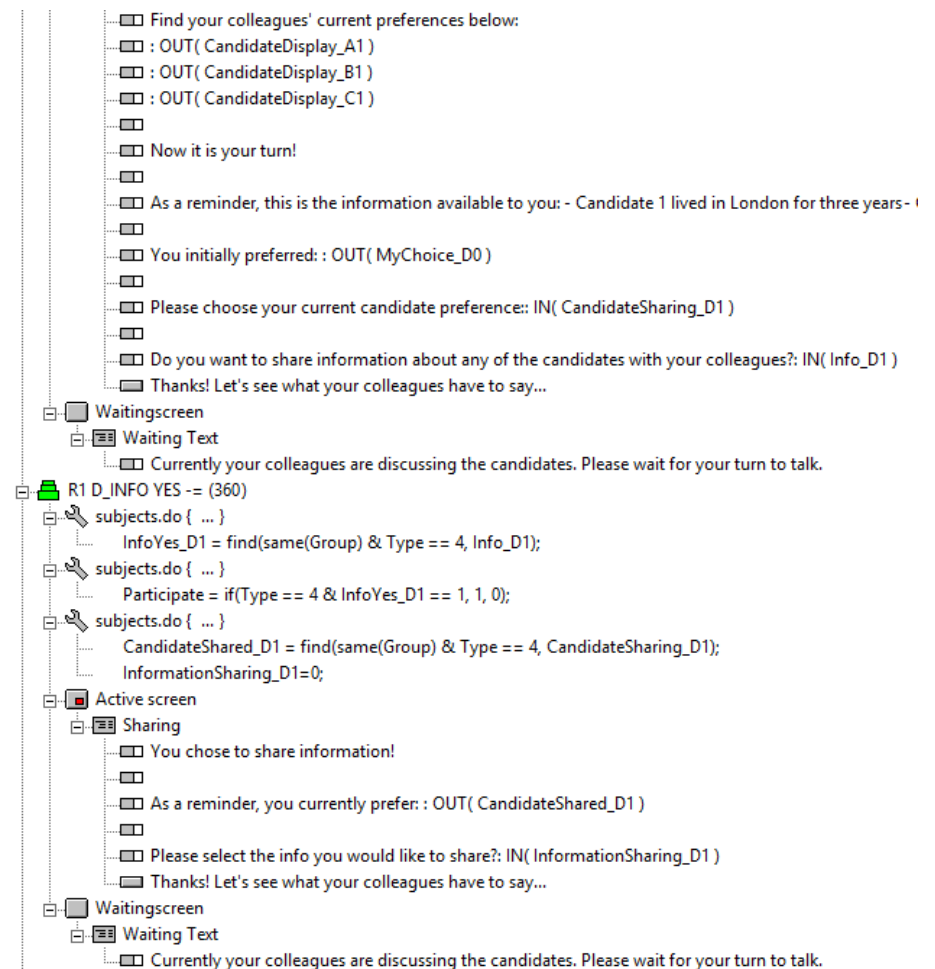 Find your colleagues' current preferences below:
: OUT( CandidateDisplay_A1 )
: OUT( CandidateDisplay_B1 )
: OUT( CandidateDisplay_C1 )
Now it is your turn!
As a reminder, this is the information available to you: - Candidate 1 lived in London for three years-
You initially preferred: : OUT( MyChoice_D0 )
Please choose your current candidate preference:: IN( CandidateSharing_D1 )
Do you want to share information about any of the candidates with your colleagues?: IN( Info_D1 )
Thanks! Let's see what your colleagues have to say...
Waitingscreen
Waiting Text
Currently your colleagues are discussing the candidates. Please wait for your turn to talk.
R1 D_INFO YES -= (360)
subjects.do { ... }
InfoYes_D1 = find(same(Group) & Type == 4, Info_D1);
subjects.do { ... }
Participate = if(Type == 4 & InfoYes_D1 == 1, 1, 0);
subjects.do { ... }
CandidateShared_D1 = find(same(Group) & Type == 4, CandidateSharing_D1);
InformationSharing_D1=0;
Active screen
Sharing
You chose to share information!
As a reminder, you currently prefer: : OUT( CandidateShared_D1 )
Please select the info you would like to share?: IN( InformationSharing_D1 )
Thanks! Let's see what your colleagues have to say...
Waitingscreen
Waiting Text
Currently your colleagues are discussing the candidates. Please wait for your turn to talk.